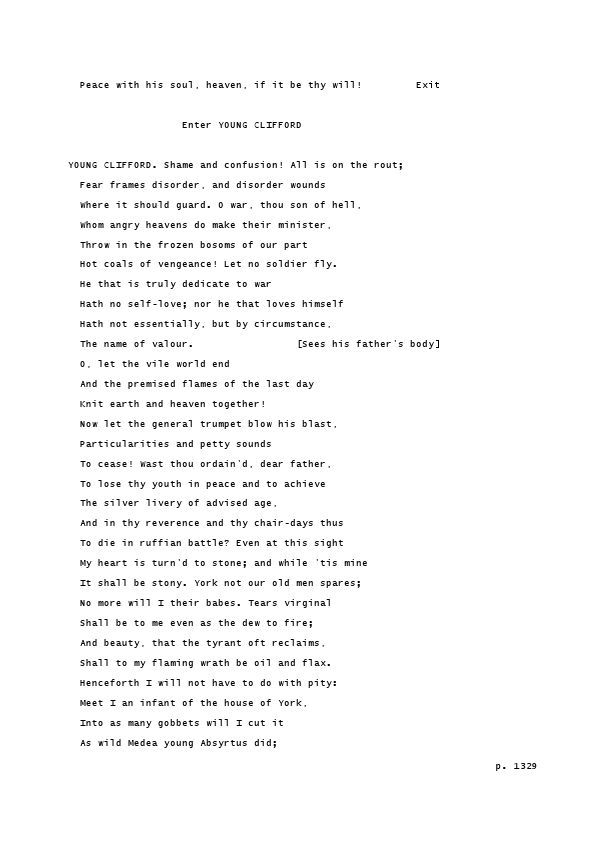 Peace with his soul, heaven, if it be thy will! Exit
Enter YOUNG CLIFFORD
YOUNG CLIFFORD. Shame and confusion! All is on the rout;
Fear frames disorder, and disorder wounds
Where it should guard. O war, thou son of hell,
Whom angry heavens do make their minister,
Throw in the frozen bosoms of our part
Hot coals of vengeance! Let no soldier fly.
He that is truly dedicate to war
Hath no self-love; nor he that loves himself
Hath not essentially, but by circumstance,
The name of valour. [Sees his father's body]
O, let the vile world end
And the premised flames of the last day
Knit earth and heaven together!
Now let the general trumpet blow his blast,
Particularities and petty sounds
To cease! Wast thou ordain'd, dear father,
To lose thy youth in peace and to achieve
The silver livery of advised age,
And in thy reverence and thy chair-days thus
To die in ruffian battle? Even at this sight
My heart is turn'd to stone; and while 'tis mine
It shall be stony. York not our old men spares;
No more will I their babes. Tears virginal
Shall be to me even as the dew to fire;
And beauty, that the tyrant oft reclaims,
Shall to my flaming wrath be oil and flax.
Henceforth I will not have to do with pity:
Meet I an infant of the house of York,
Into as many gobbets will I cut it
As wild Medea young Absyrtus did;
p. 1329